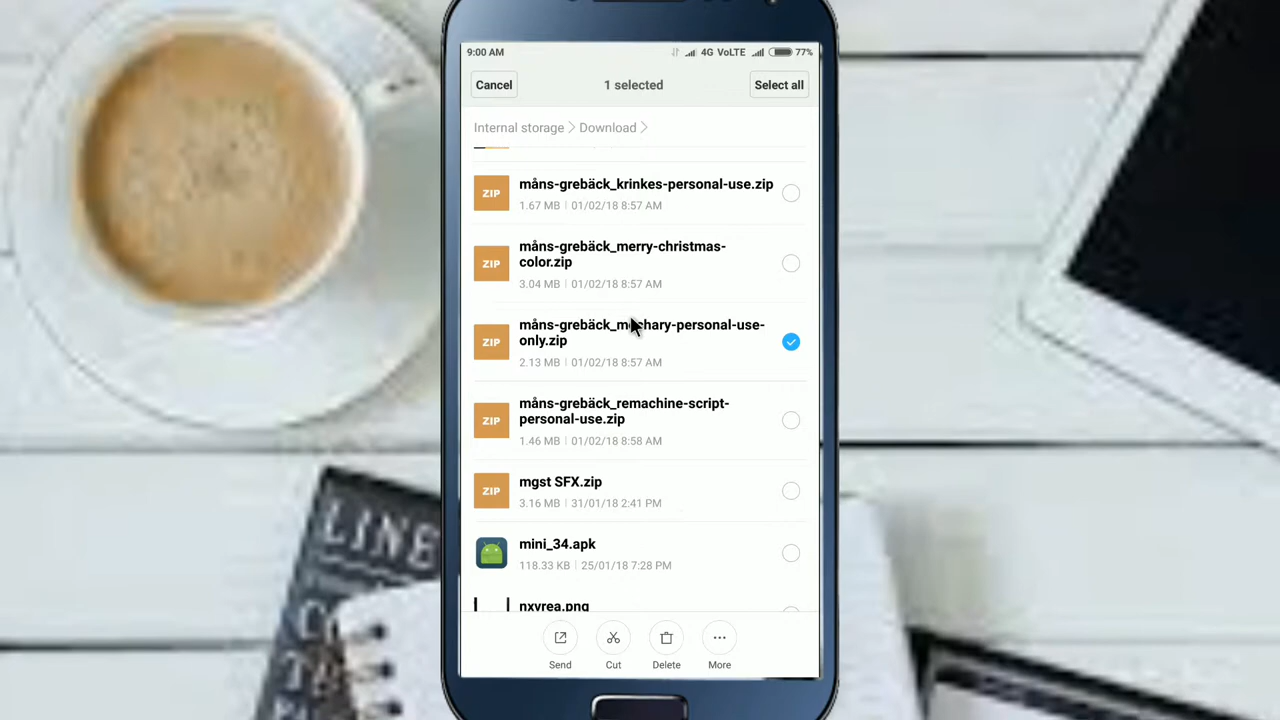 9:00 AM 4G VoLTE 77%
Cancel 1 selected Select all
Internal storage Download
ZIP måns-grebäck_krinkes-personal-use.zip
1.67 MB 01/02/18 8:57 AM
måns-grebäck_merry-christmas-
ZIP color.zip
3.04 MB 01/02/18 8:57 AM
måns-grebäck_mochary-personal-use-
ZIP only.zip
2.13 MB 01/02/18 8:57 AM
måns-grebäck_remachine-script-
ZIP personal-use.zip
1.46 MB 01/02/18 8:58 AM
ZIP mgst SFX.zip
3.16 MB 31/01/18 2:41 PM
mini_34.apk
118.33 KB 25/01/18 7:28 PM
nxyrea.png
Send Cut Delete More
LINE